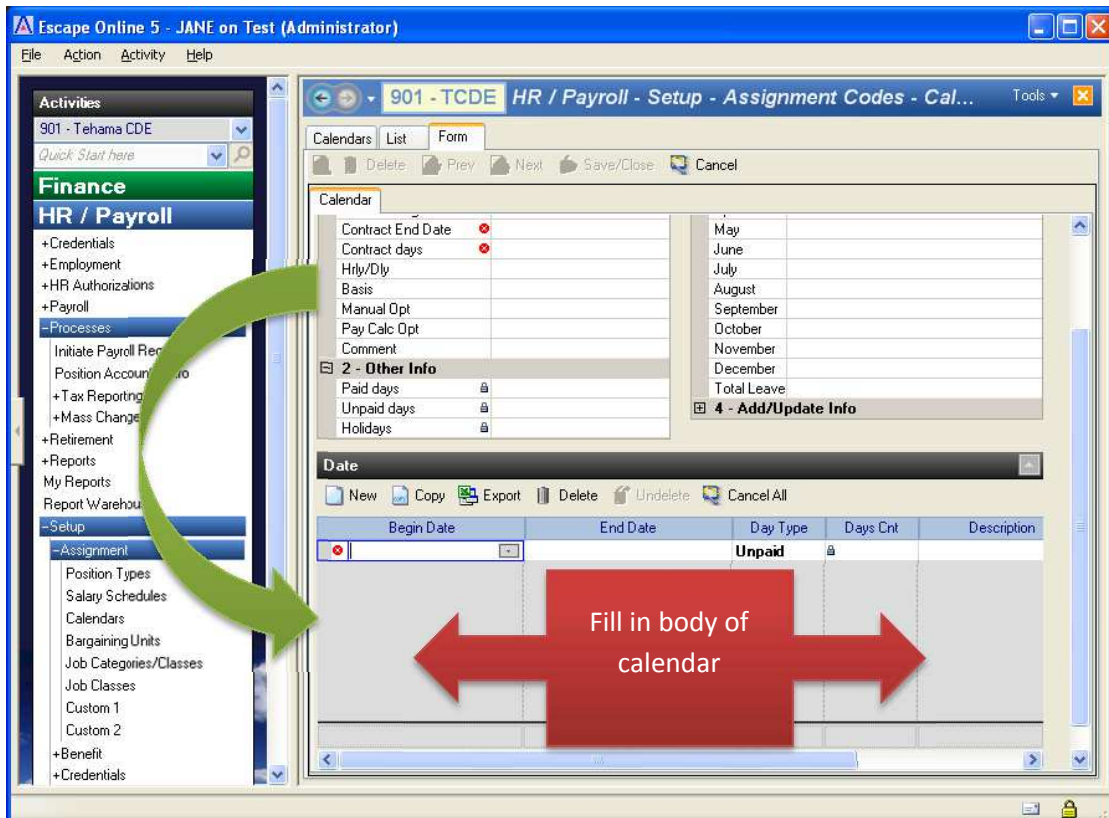 Escape Online 5 - JANE on Test (Administrator)
File Action Activity Help
Activities
901 - Tehama CDE
Quick Start here
Finance
HR / Payroll
+Credentials
+Employment
+HR Authorizations
+Payroll
-Processes
Initiate Payroll
Position
+Tax Reporting
+Mass Change
+Retirement
+Reports
My Reports
Report
-Setup
-Assignment
Position Types
Salary Schedules
Calendars
Bargaining Units
Job Categories/Classes
Job Classes
Custom 1
Custom 2
+Benefit
+Credentials
901 - TCDE HR / Payroll - Setup - Assignment Codes - Cal... Tools
Calendars List Form
Delete Prev Next Save/Close Cancel
Calendar
Contract End Date
Contract days
Hrly/Dly
Basis
Manual Opt
Pay Calc Opt
Comment
2 - Other Info
Paid days
Unpaid days
Holidays
May
June
July
August
September
October
November
December
Total Leave
4 - Add/Update Info
Date
New Copy Export Delete Undelete Cancel All
Begin Date End Date Day Type Days Cnt Description
Unpaid
Fill in body of
calendar